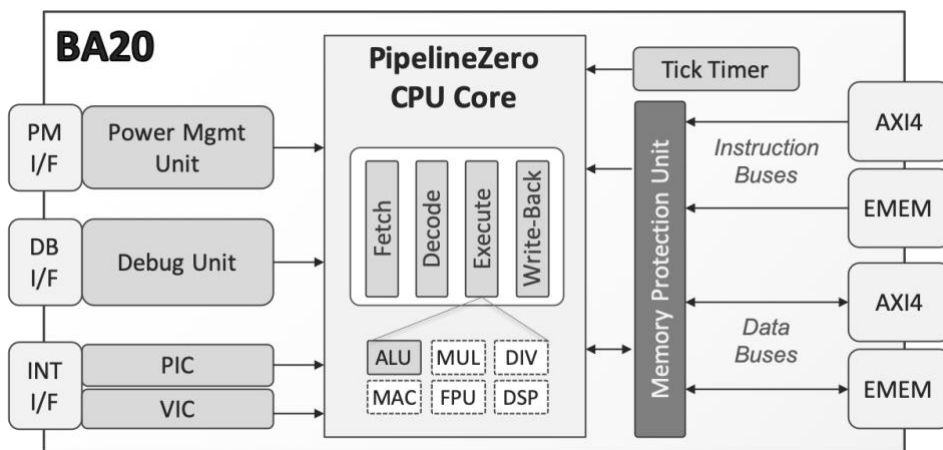 BA20
PipelineZero
CPU Core
Tick Timer
PM
I/F
Power Mgmt
Unit
DB
I/F
Debug Unit
INT
I/F
PIC
VIC
Fetch
Decode
Execute
Write-Back
ALU
MUL
DIV
MAC
FPU
DSP
Memory Protection Unit
Instruction
Buses
Data
Buses
AXI4
EMEM
AXI4
EMEM